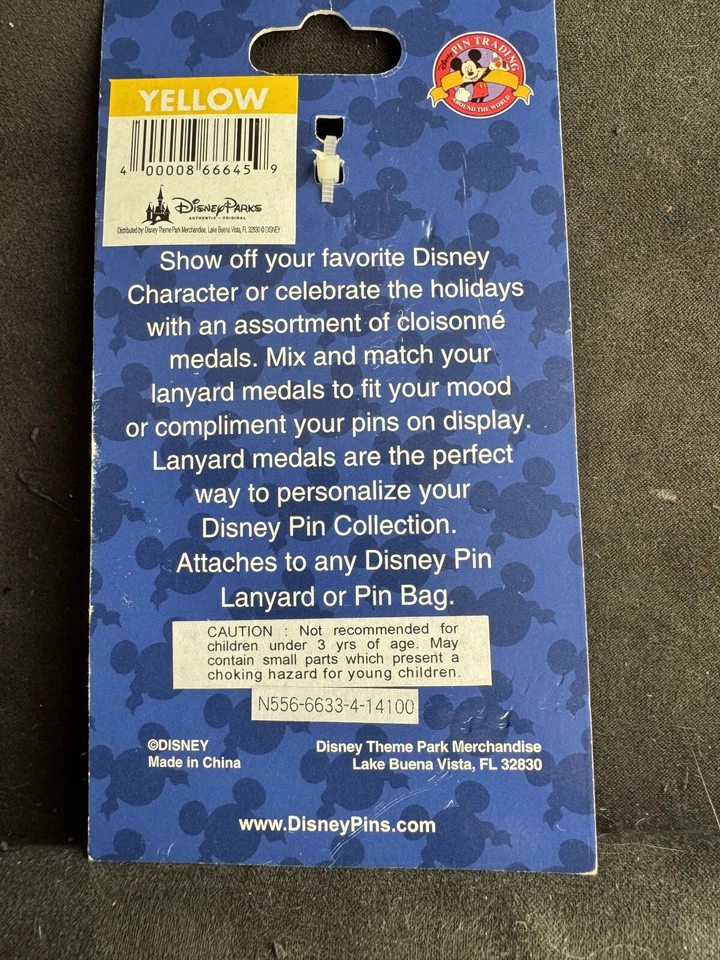 DISNEY
PIN TRADING
AROUND THE WORLD
YELLOW
4 00008 66645 9
DISNEY PARKS
AUTHENTIC • ORIGINAL
Distributed by: Disney Theme Park Merchandise, Lake Buena Vista, FL 32830 © DISNEY
Show off your favorite Disney
Character or celebrate the holidays
with an assortment of cloisonné
medals. Mix and match your
lanyard medals to fit your mood
or compliment your pins on display.
Lanyard medals are the perfect
way to personalize your
Disney Pin Collection.
Attaches to any Disney Pin
Lanyard or Pin Bag.
CAUTION : Not recommended for
children under 3 yrs of age. May
contain small parts which present a
choking hazard for young children.
N556-6633-4-14100
©DISNEY
Made in China
Disney Theme Park Merchandise
Lake Buena Vista, FL 32830
www.DisneyPins.com